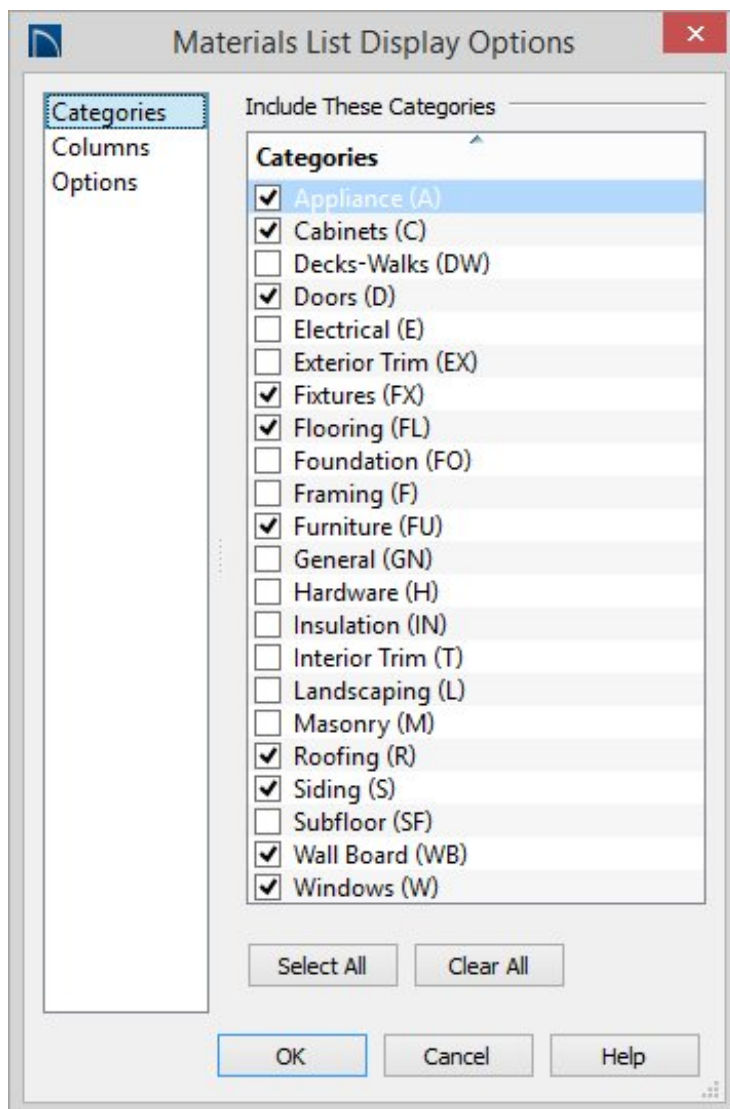 Materials List Display Options
Categories
Columns
Options
Include These Categories
Categories
Appliance (A)
Cabinets (C)
Decks-Walks (DW)
Doors (D)
Electrical (E)
Exterior Trim (EX)
Fixtures (FX)
Flooring (FL)
Foundation (FO)
Framing (F)
Furniture (FU)
General (GN)
Hardware (H)
Insulation (IN)
Interior Trim (T)
Landscaping (L)
Masonry (M)
Roofing (R)
Siding (S)
Subfloor (SF)
Wall Board (WB)
Windows (W)
Select All
Clear All
OK
Cancel
Help